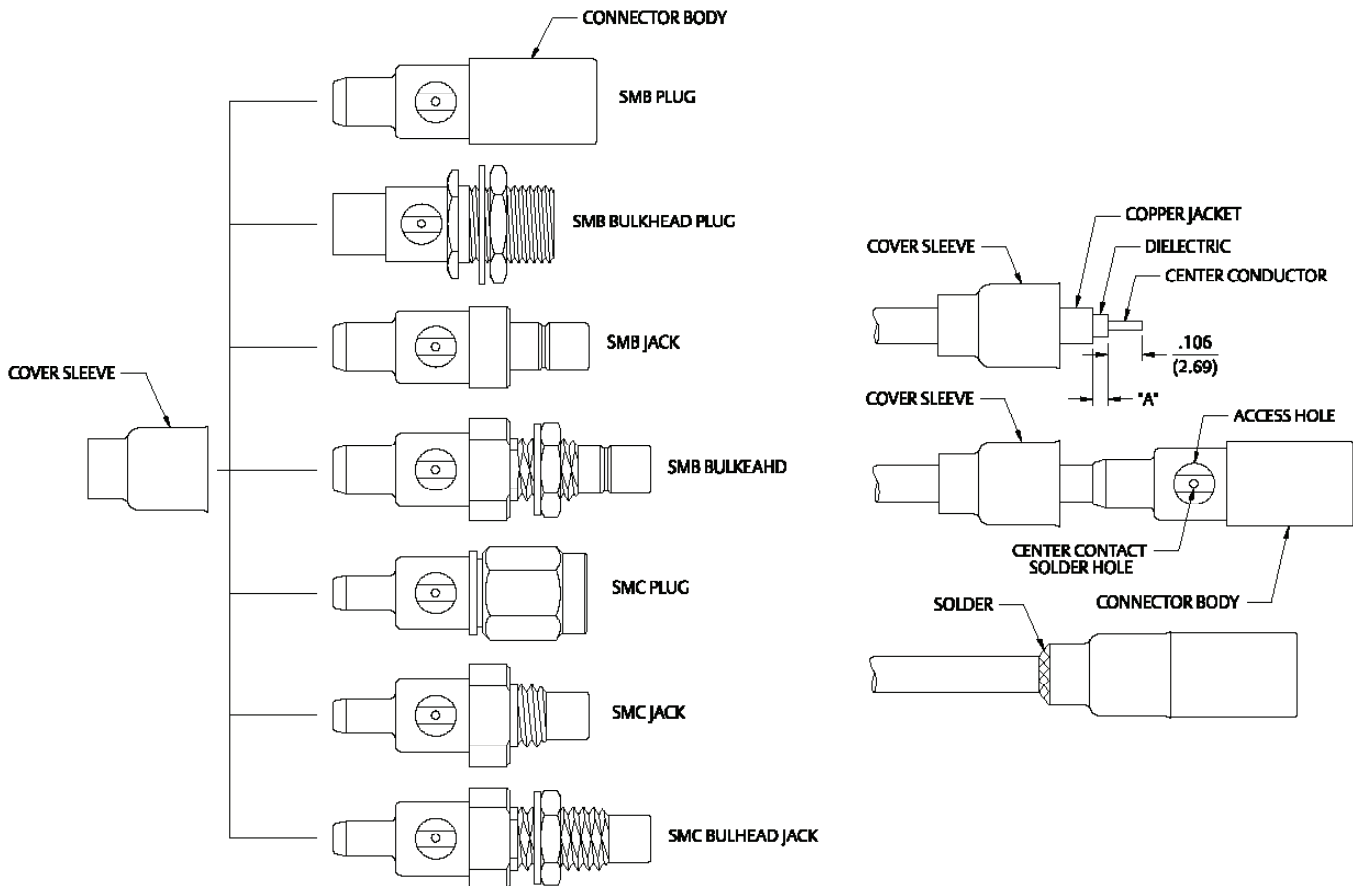 CONNECTOR BODY
SMB PLUG
SMB BULKHEAD PLUG
SMB JACK
COVER SLEEVE
SMB BULKEAHD
SMC PLUG
SMC JACK
SMC BULHEAD JACK
COPPER JACKET
COVER SLEEVE
DIELECTRIC
CENTER CONDUCTOR
.106
(2.69)
"A"
COVER SLEEVE
ACCESS HOLE
CENTER CONTACT
SOLDER HOLE
CONNECTOR BODY
SOLDER